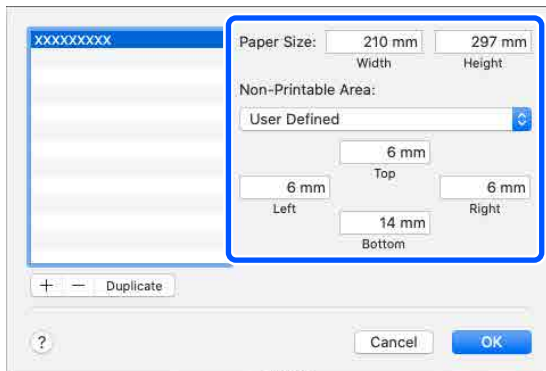 XXXXXXXXX
Paper Size: 210 mm 297 mm
Width Height
Non-Printable Area:
User Defined
6 mm
Top
6 mm 6 mm
Left Right
14 mm
Bottom
+ − Duplicate
? Cancel OK